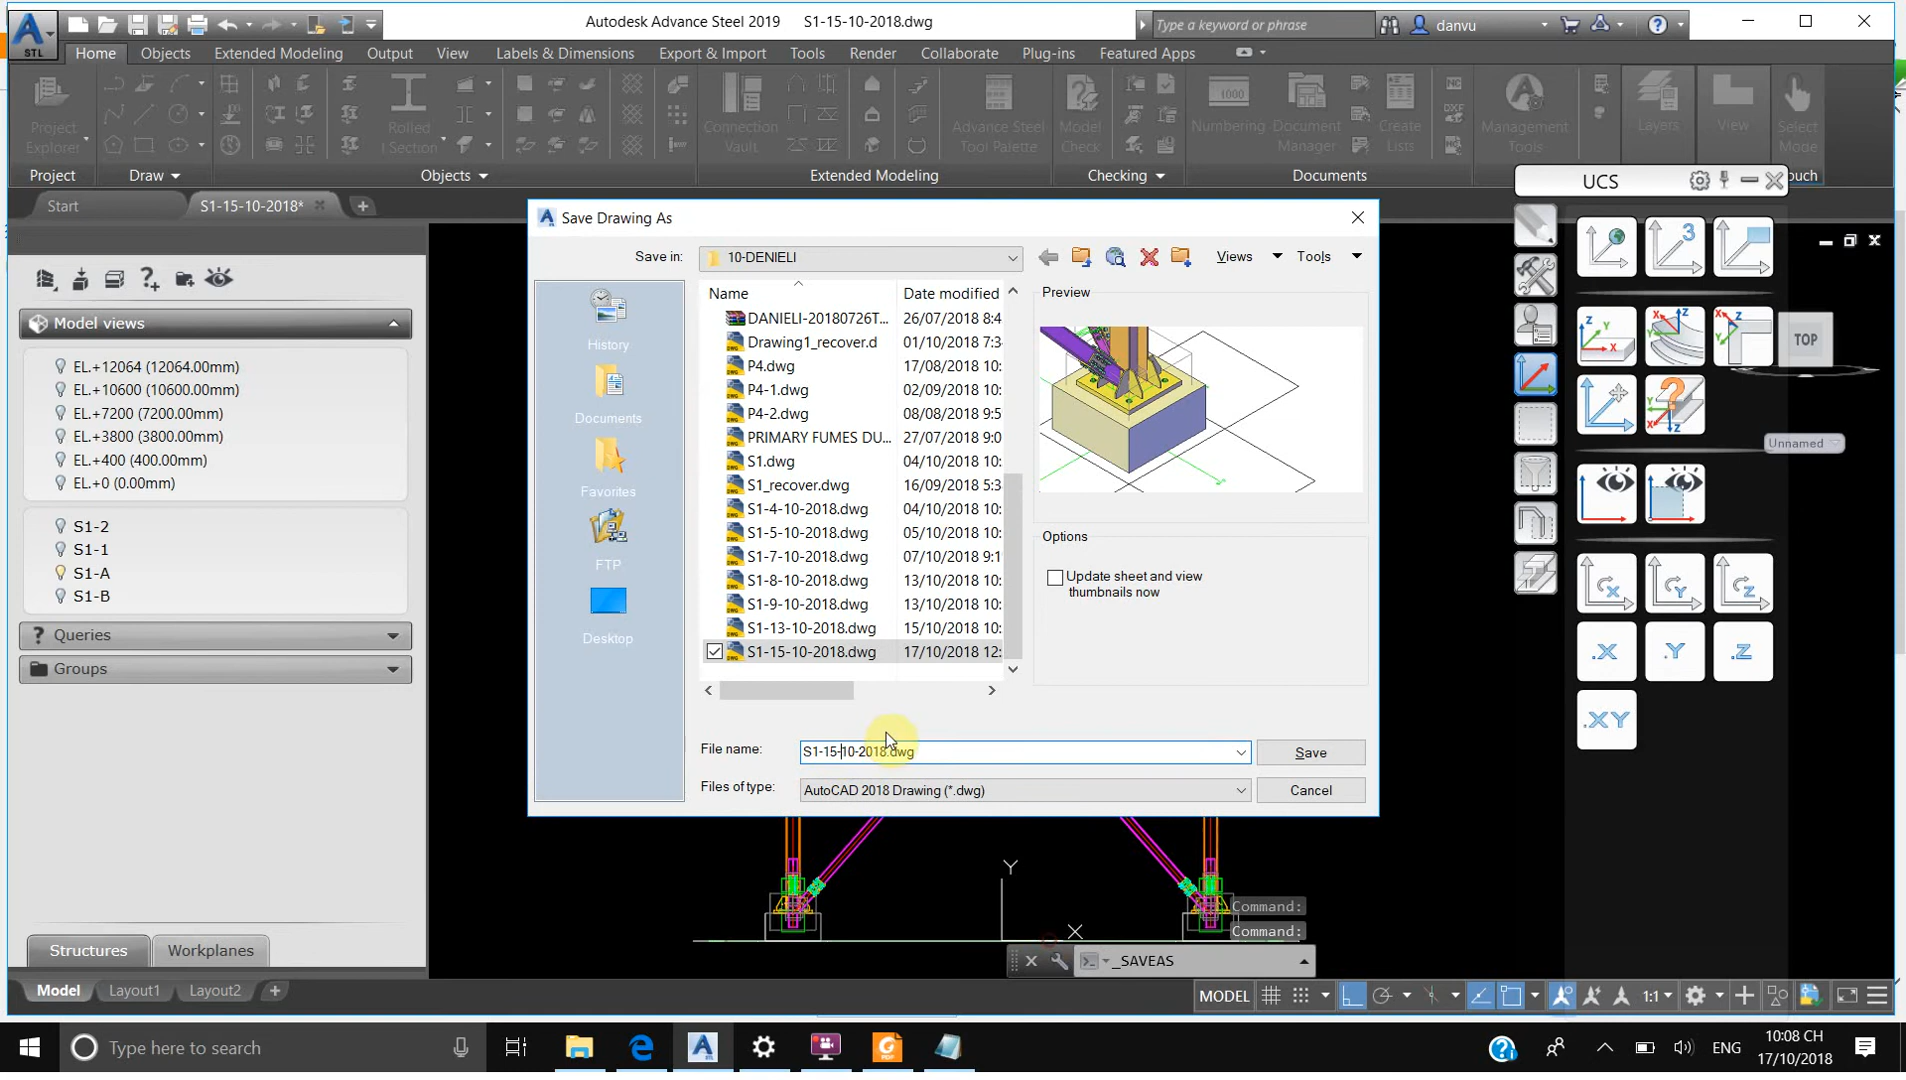 Autodesk Advance Steel 2019 S1-15-10-2018.dwg
Type a keyword or phrase
danvu
STL
Home Objects Extended Modeling Output View Labels & Dimensions Export & Import Tools Render Collaborate Plug-ins Featured Apps
Project Explorer
Rolled I Section
Connection Vault
Advance Steel Tool Palette
Model Check
1000
Numbering
Document Manager
Create Lists
NC
DXF
Management Tools
Layers
View
Select Mode
Project Draw Objects Extended Modeling Checking Documents ouch
Start S1-15-10-2018*
UCS
Model views
EL.+12064 (12064.00mm)
EL.+10600 (10600.00mm)
EL.+7200 (7200.00mm)
EL.+3800 (3800.00mm)
EL.+400 (400.00mm)
EL.+0 (0.00mm)
S1-2
S1-1
S1-A
S1-B
Queries
Groups
Structures Workplanes
Model Layout1 Layout2
Save Drawing As
Save in: 10-DENIELI
Views Tools
History
Documents
Favorites
FTP
Desktop
Name Date modified
DANIELI-20180726T... 26/07/2018 8:4
Drawing1_recover.d 01/10/2018 7:3
P4.dwg 17/08/2018 10:
P4-1.dwg 02/09/2018 10:
P4-2.dwg 08/08/2018 9:5
PRIMARY FUMES DU... 27/07/2018 9:0
S1.dwg 04/10/2018 10:
S1_recover.dwg 16/09/2018 5:3
S1-4-10-2018.dwg 04/10/2018 10:
S1-5-10-2018.dwg 05/10/2018 10:
S1-7-10-2018.dwg 07/10/2018 9:1
S1-8-10-2018.dwg 13/10/2018 10:
S1-9-10-2018.dwg 13/10/2018 10:
S1-13-10-2018.dwg 15/10/2018 10:
S1-15-10-2018.dwg 17/10/2018 12:
Preview
Options
Update sheet and view
thumbnails now
File name: S1-15-10-2018.dwg Save
Files of type: AutoCAD 2018 Drawing (*.dwg) Cancel
TOP
Unnamed
.X .Y .Z
.XY
Y
X
Command:
Command:
_SAVEAS
MODEL 1:1
Type here to search
ENG
10:08 CH
17/10/2018